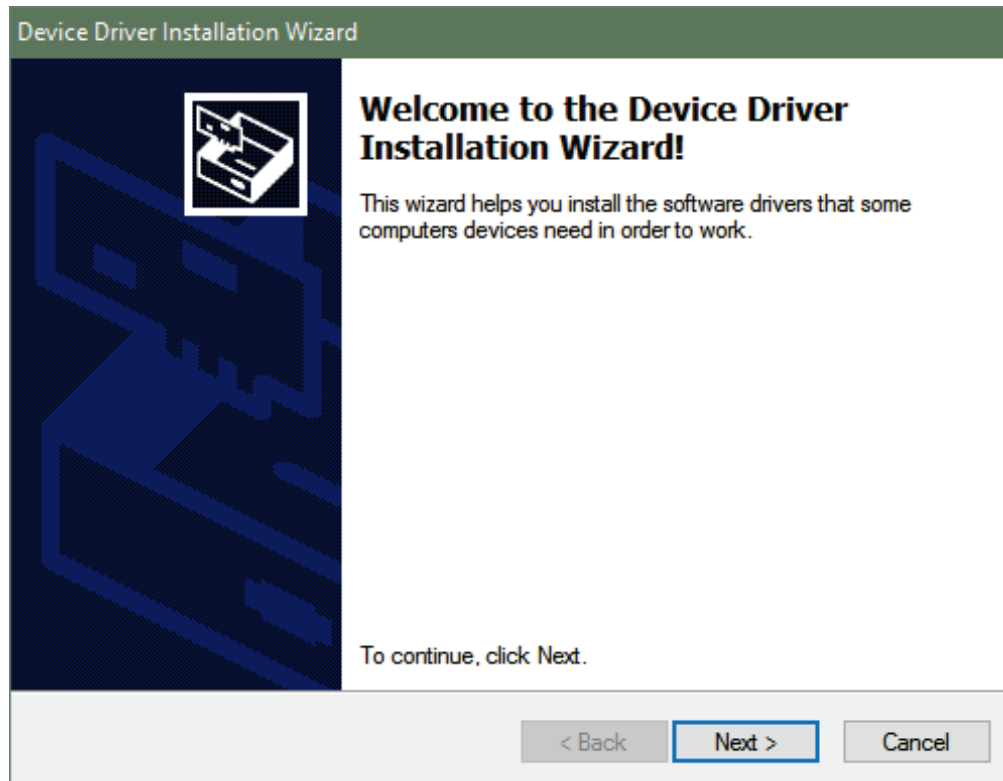 Device Driver Installation Wizard
Welcome to the Device Driver
Installation Wizard!
This wizard helps you install the software drivers that some
computers devices need in order to work.
To continue, click Next.
< Back
Next >
Cancel